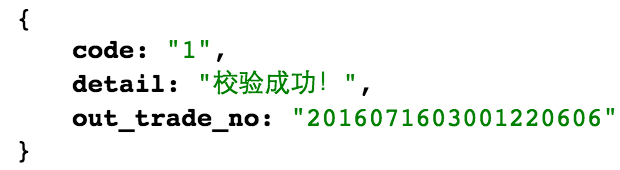 {
code: "1",
detail: "校验成功！",
out_trade_no: "2016071603001220606"
}